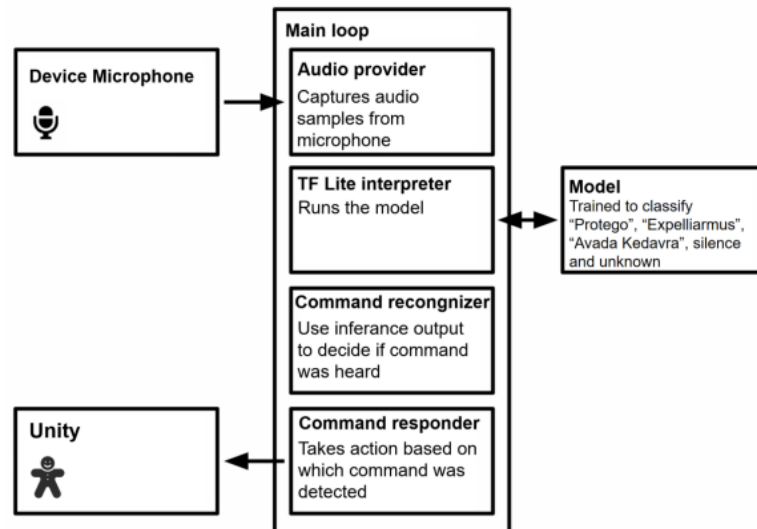 Main loop
Device Microphone
Audio provider
Captures audio
samples from
microphone
TF Lite interpreter
Runs the model
Model
Trained to classify
“Protego”, “Expelliarmus”,
“Avada Kedavra”, silence
and unknown
Command recongnizer
Use inferance output
to decide if command
was heard
Command responder
Takes action based on
which command was
detected
Unity